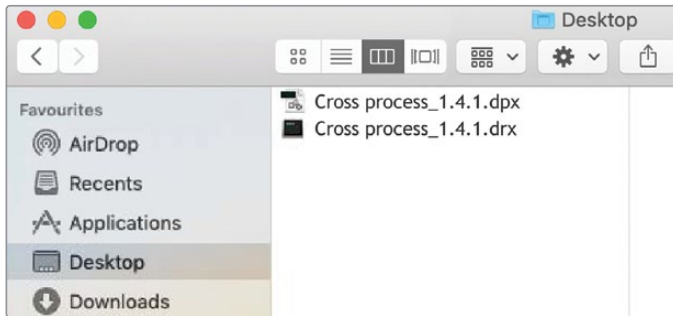 Desktop
Cross process_1.4.1.dpx
Cross process_1.4.1.drx
Favourites
AirDrop
Recents
Applications
Desktop
Downloads